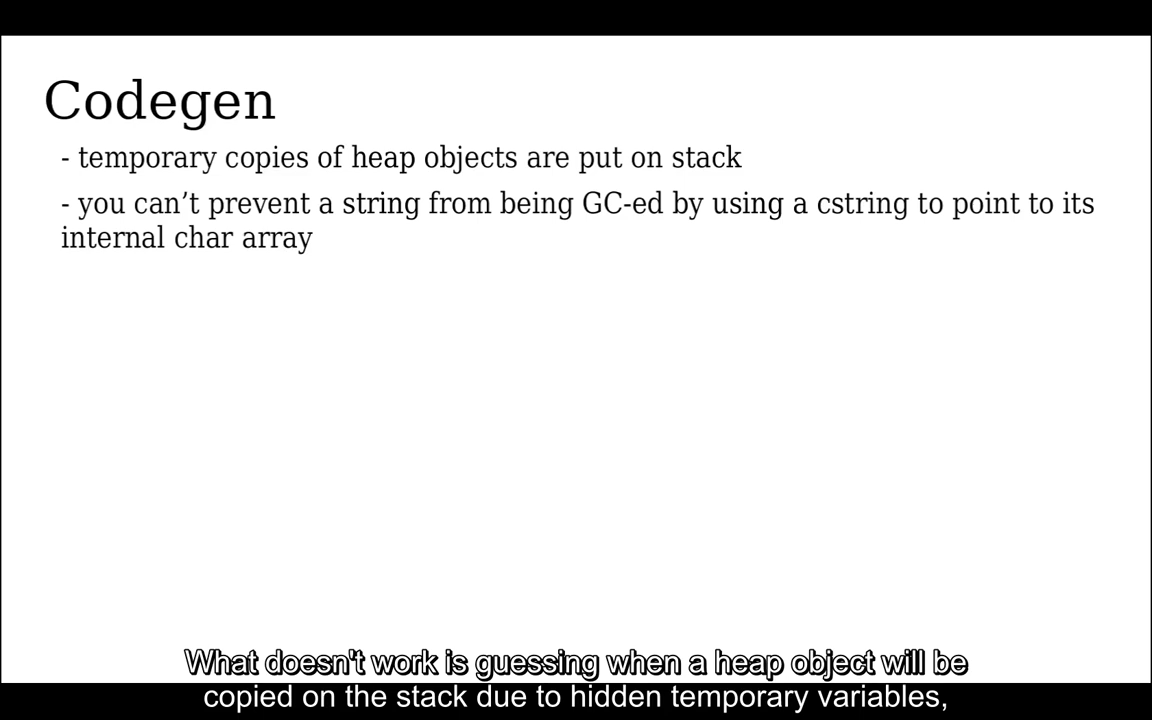 Codegen
- temporary copies of heap objects are put on stack
- you can’t prevent a string from being GC-ed by using a cstring to point to its
internal char array
What doesn't work is guessing when a heap object will be
copied on the stack due to hidden temporary variables,